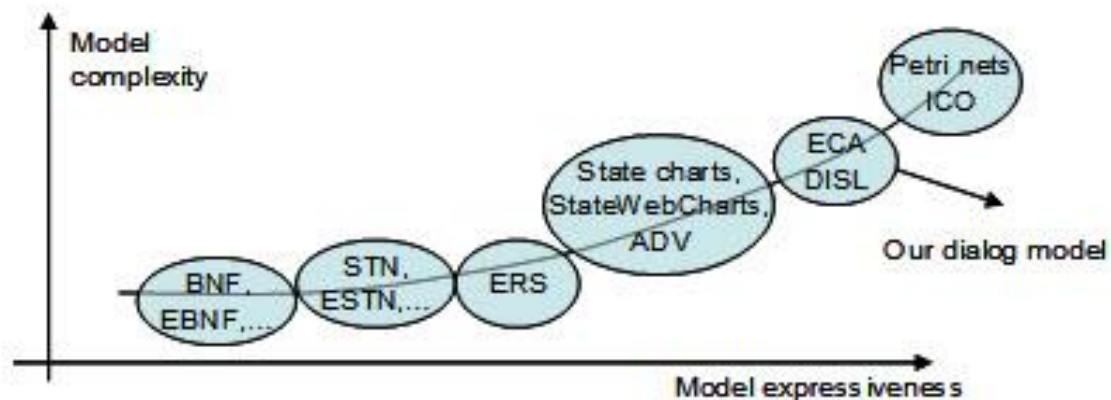 Model
complexity
Petri nets
ICO
ECA
DISL
State charts,
StateWebCharts,
ADV
Our dialog model
STN,
ESTN,...
ERS
BNF,
EBNF,...
Model express iveness